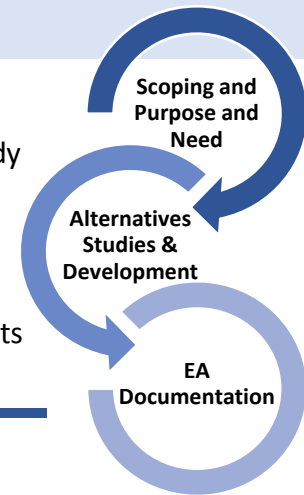 Scoping and
Purpose and
Need
Alternatives
Studies &
Development
EA
Documentation